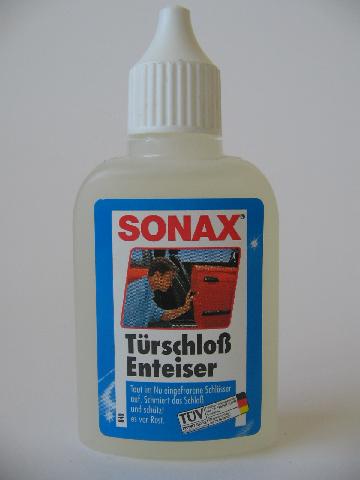 SONAX®
Türschloß
Enteiser
Taut im Nu eingefrorene Schlösser
auf. Schmiert das Schloß
und schützt
es vor Rost.
TÜV